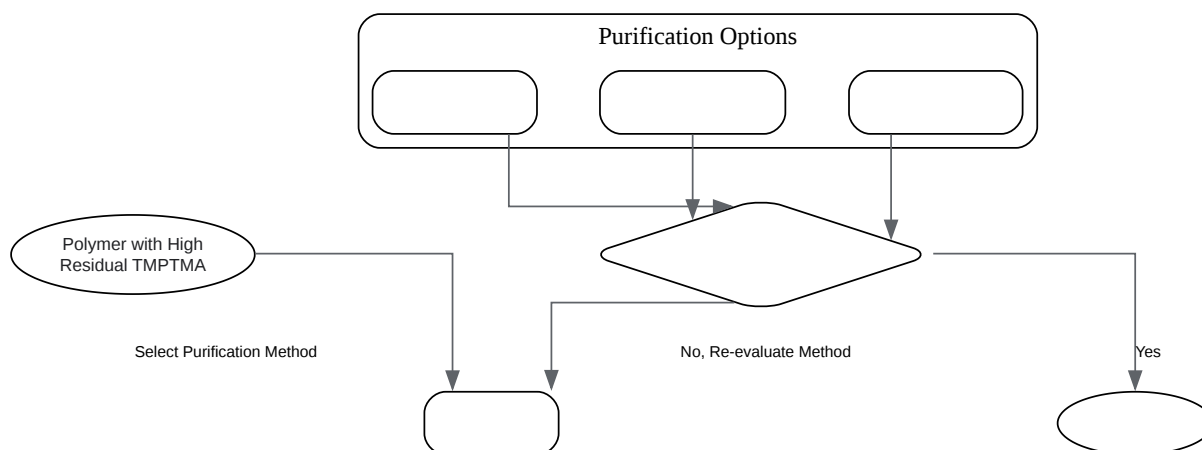 Purification Options
Polymer with High
Residual TMPTMA
Select Purification Method
No, Re-evaluate Method
Yes